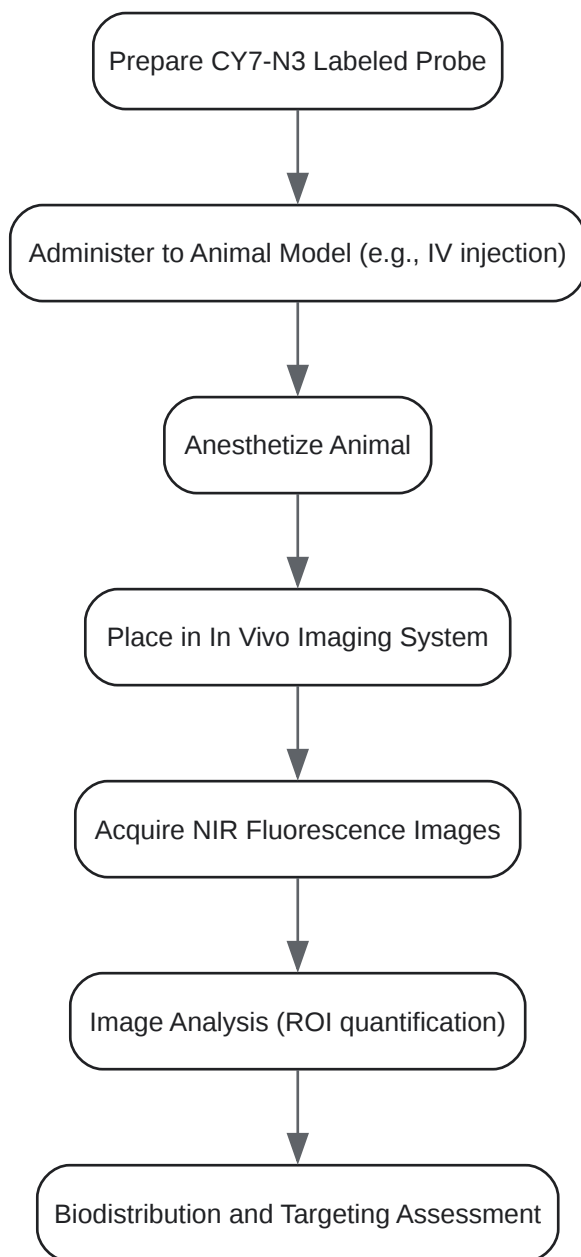 Prepare CY7-N3 Labeled Probe
Administer to Animal Model (e.g., IV injection)
Anesthetize Animal
Place in In Vivo Imaging System
Acquire NIR Fluorescence Images
Image Analysis (ROI quantification)
Biodistribution and Targeting Assessment